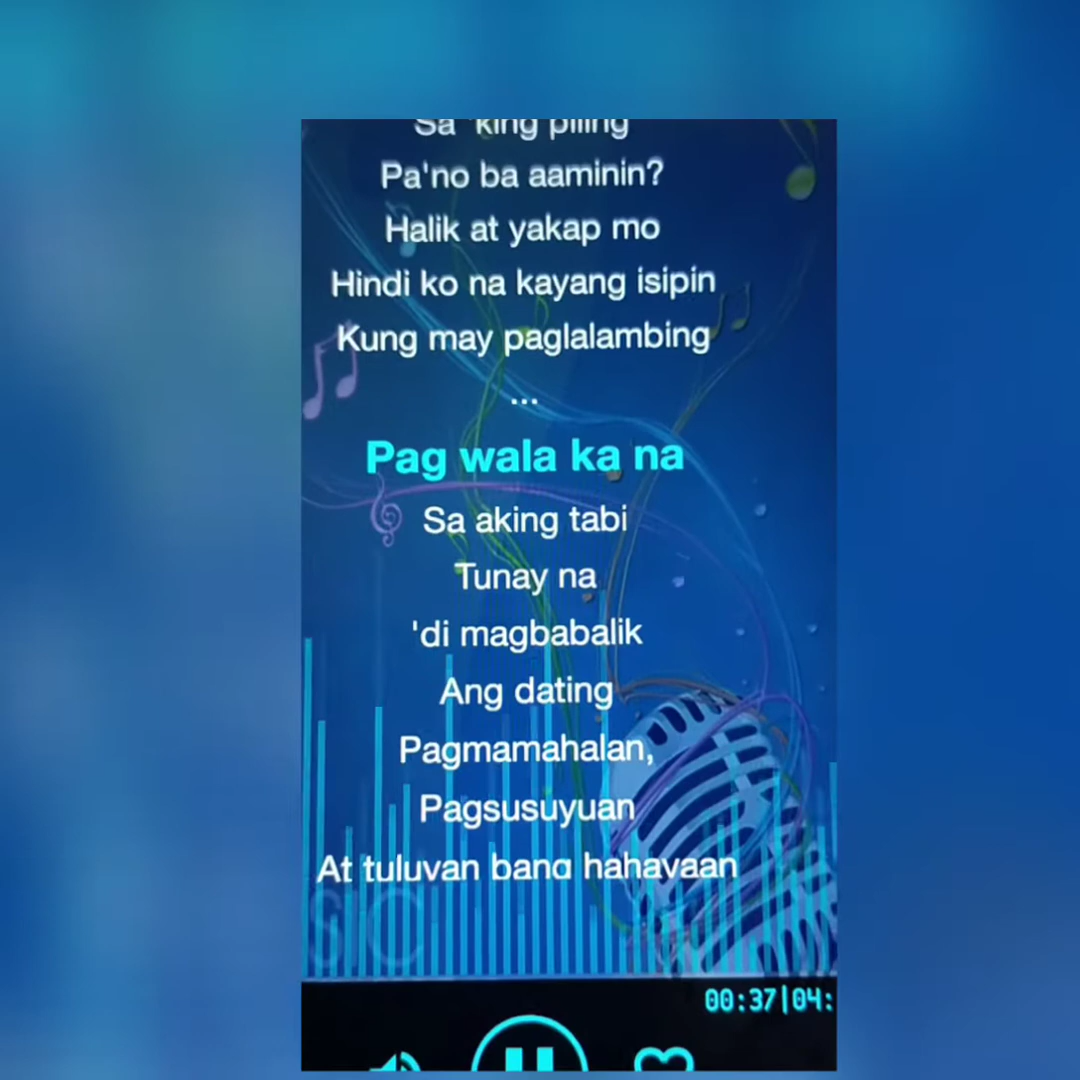 Sa 'king piling
Pa'no ba aaminin?
Halik at yakap mo
Hindi ko na kayang isipin
Kung may paglalambing
...
Pag wala ka na
Sa aking tabi
Tunay na
'di magbabalik
Ang dating
Pagmamahalan,
Pagsusuyuan
At tuluyan bang hahayaan
SIC
00:37|04: